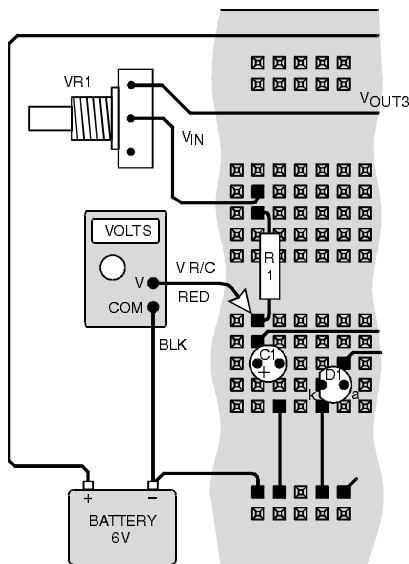 VR1
VOUT3
VIN
VOLTS
V
V R/C
RED
COM
BLK
R
1
C1
+
D1
k
a
+ −
BATTERY
6V